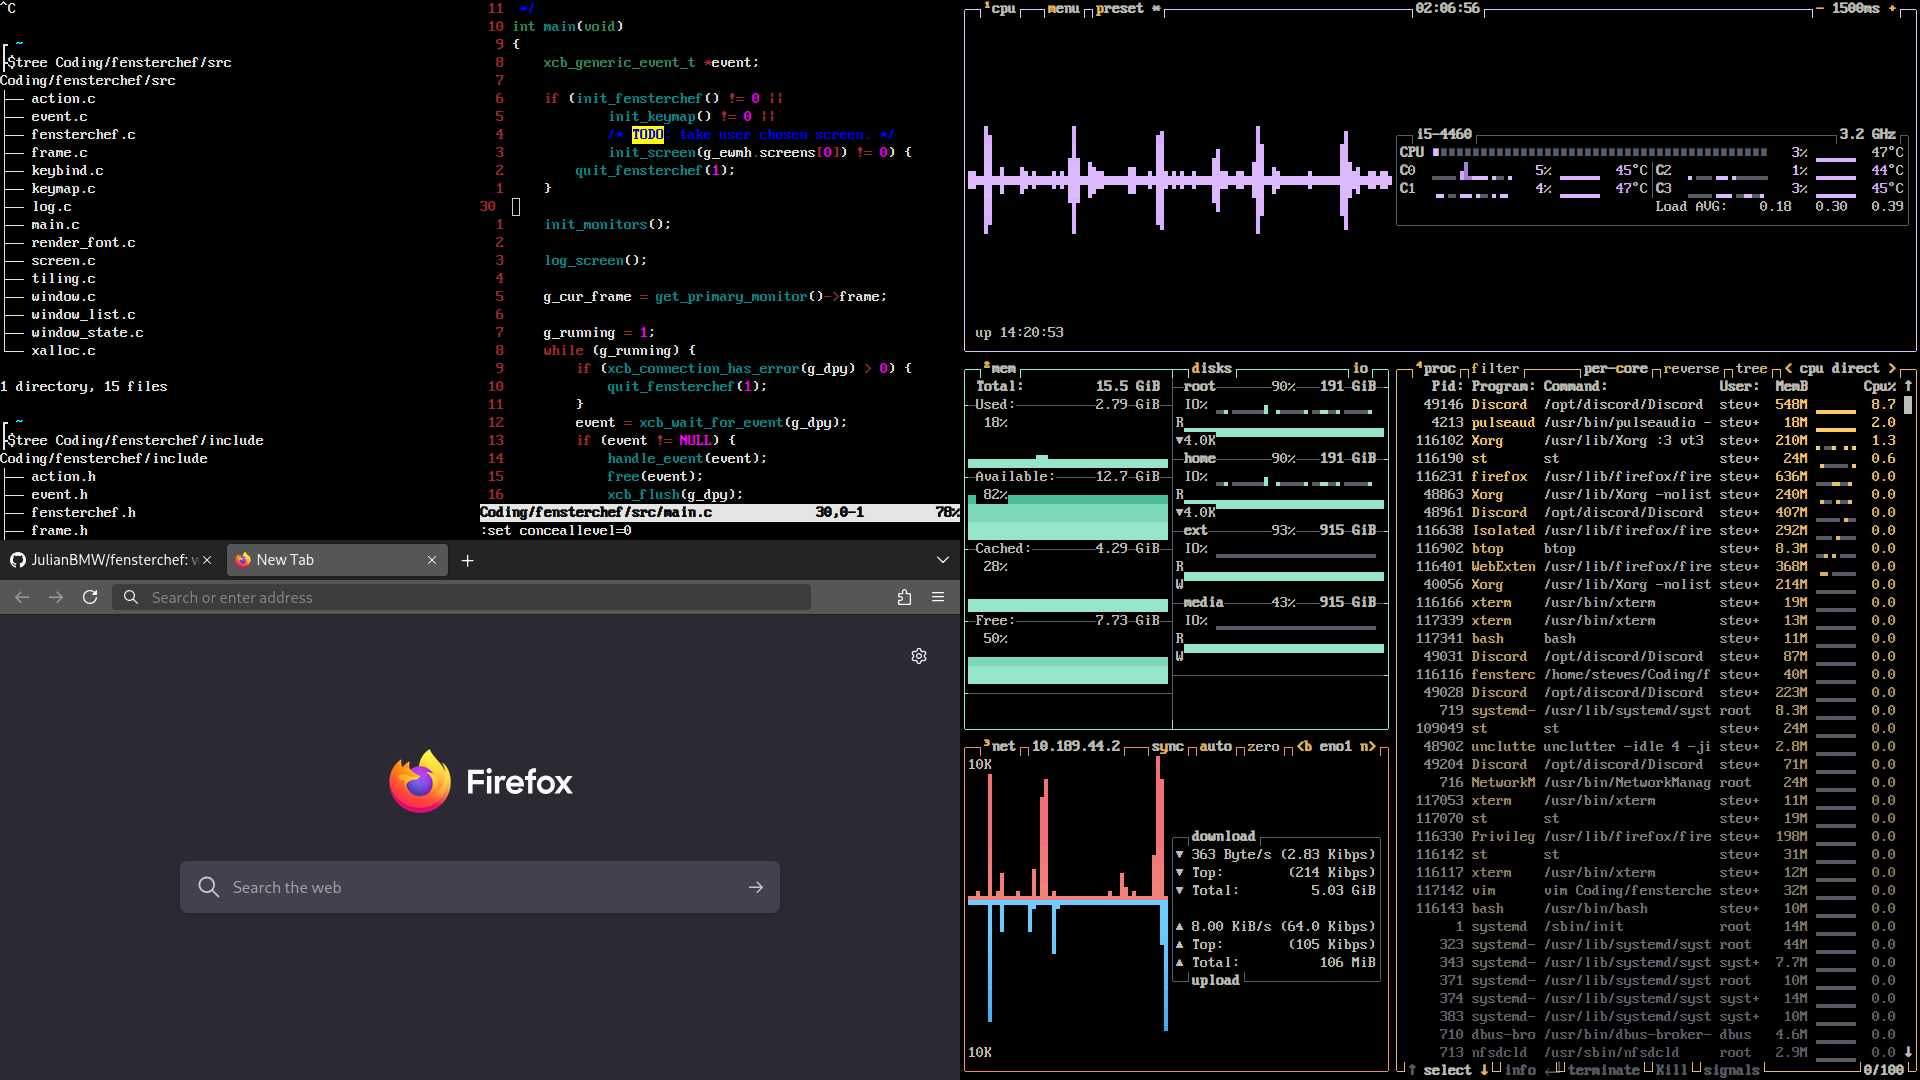 ^C
~
$tree Coding/fensterchef/src
Coding/fensterchef/src
action.c
event.c
fensterchef.c
frame.c
keybind.c
keymap.c
log.c
main.c
render_font.c
screen.c
tiling.c
window.c
window_list.c
window_state.c
xalloc.c
1 directory, 15 files
~
$tree Coding/fensterchef/include
Coding/fensterchef/include
action.h
event.h
fensterchef.h
frame.h
11 */
10 int main(void)
9 {
8 xcb_generic_event_t *event;
7
6 if (init_fensterchef() != 0 ||
5 init_keymap() != 0 ||
4 /* TODO: take user chosen screen. */
3 init_screen(g_ewmh.screens[0]) != 0) {
2 quit_fensterchef(1);
1 }
30
1 init_monitors();
2
3 log_screen();
4
5 g_cur_frame = get_primary_monitor()->frame;
6
7 g_running = 1;
8 while (g_running) {
9 if (xcb_connection_has_error(g_dpy) > 0) {
10 quit_fensterchef(1);
11 }
12 event = xcb_wait_for_event(g_dpy);
13 if (event != NULL) {
14 handle_event(event);
15 free(event);
16 xcb_flush(g_dpy);
Coding/fensterchef/src/main.c 30,0-1 78%
:set conceallevel=0
JulianBMW/fensterchef: w
New Tab
Search or enter address
Firefox
Search the web
1cpu menu preset * 02:06:56 - 1500ms +
i5-4460 3.2 GHz
CPU 3% 47°C
C0 5% 45°C C2 1% 44°C
C1 4% 47°C C3 3% 45°C
Load AVG: 0.18 0.30 0.39
up 14:20:53
2mem
Total: 15.5 GiB
Used: 2.79 GiB
18%
Available: 12.7 GiB
82%
Cached: 4.29 GiB
28%
Free: 7.73 GiB
50%
disks io
root 90% 191 GiB
IO%
R
▼4.0K
home 90% 191 GiB
IO%
R
▼4.0K
ext 93% 915 GiB
IO%
R
W
media 43% 915 GiB
IO%
R
W
3net 10.189.44.2 sync auto zero <b eno1 n>
10K
download
▼ 363 Byte/s (2.83 Kibps)
▼ Top: (214 Kibps)
▼ Total: 5.03 GiB
▲ 8.00 KiB/s (64.0 Kibps)
▲ Top: (105 Kibps)
▲ Total: 106 MiB
upload
10K
4proc filter per-core reverse tree < cpu direct >
Pid: Program: Command: User: MemB Cpu% ↑
49146 Discord /opt/discord/Discord stev+ 548M 8.7
4213 pulseaud /usr/bin/pulseaudio - stev+ 18M 2.0
116102 Xorg /usr/lib/Xorg :3 vt3 stev+ 210M 1.3
116190 st st stev+ 24M 0.6
116231 firefox /usr/lib/firefox/fire stev+ 636M 0.0
48863 Xorg /usr/lib/Xorg -nolist stev+ 240M 0.0
48961 Discord /opt/discord/Discord stev+ 407M 0.0
116638 Isolated /usr/lib/firefox/fire stev+ 292M 0.0
116902 btop btop stev+ 8.3M 0.0
116401 WebExten /usr/lib/firefox/fire stev+ 368M 0.0
40056 Xorg /usr/lib/Xorg -nolist stev+ 214M 0.0
116166 xterm /usr/bin/xterm stev+ 19M 0.0
117339 xterm /usr/bin/xterm stev+ 13M 0.0
117341 bash bash stev+ 11M 0.0
49031 Discord /opt/discord/Discord stev+ 87M 0.0
116116 fensterc /home/steves/Coding/f stev+ 40M 0.0
49028 Discord /opt/discord/Discord stev+ 223M 0.0
719 systemd- /usr/lib/systemd/syst root 8.3M 0.0
109049 st st stev+ 24M 0.0
48902 unclutte unclutter -idle 4 -ji stev+ 2.8M 0.0
49204 Discord /opt/discord/Discord stev+ 71M 0.0
716 NetworkM /usr/bin/NetworkManag root 24M 0.0
117053 xterm /usr/bin/xterm stev+ 11M 0.0
117070 st st stev+ 19M 0.0
116330 Privileg /usr/lib/firefox/fire stev+ 198M 0.0
116142 st st stev+ 31M 0.0
116117 xterm /usr/bin/xterm stev+ 12M 0.0
117142 vim vim Coding/fensterche stev+ 32M 0.0
116143 bash /usr/bin/bash stev+ 10M 0.0
1 systemd /sbin/init root 14M 0.0
323 systemd- /usr/lib/systemd/syst root 44M 0.0
343 systemd- /usr/lib/systemd/syst syst+ 7.7M 0.0
371 systemd- /usr/lib/systemd/syst root 10M 0.0
374 systemd- /usr/lib/systemd/syst syst+ 14M 0.0
383 systemd- /usr/lib/systemd/syst syst+ 10M 0.0
710 dbus-bro /usr/bin/dbus-broker- dbus 4.6M 0.0
713 nfsdcld /usr/sbin/nfsdcld root 2.9M 0.0 ↓
↑ select ↓ info ↵ terminate Kill signals 0/100